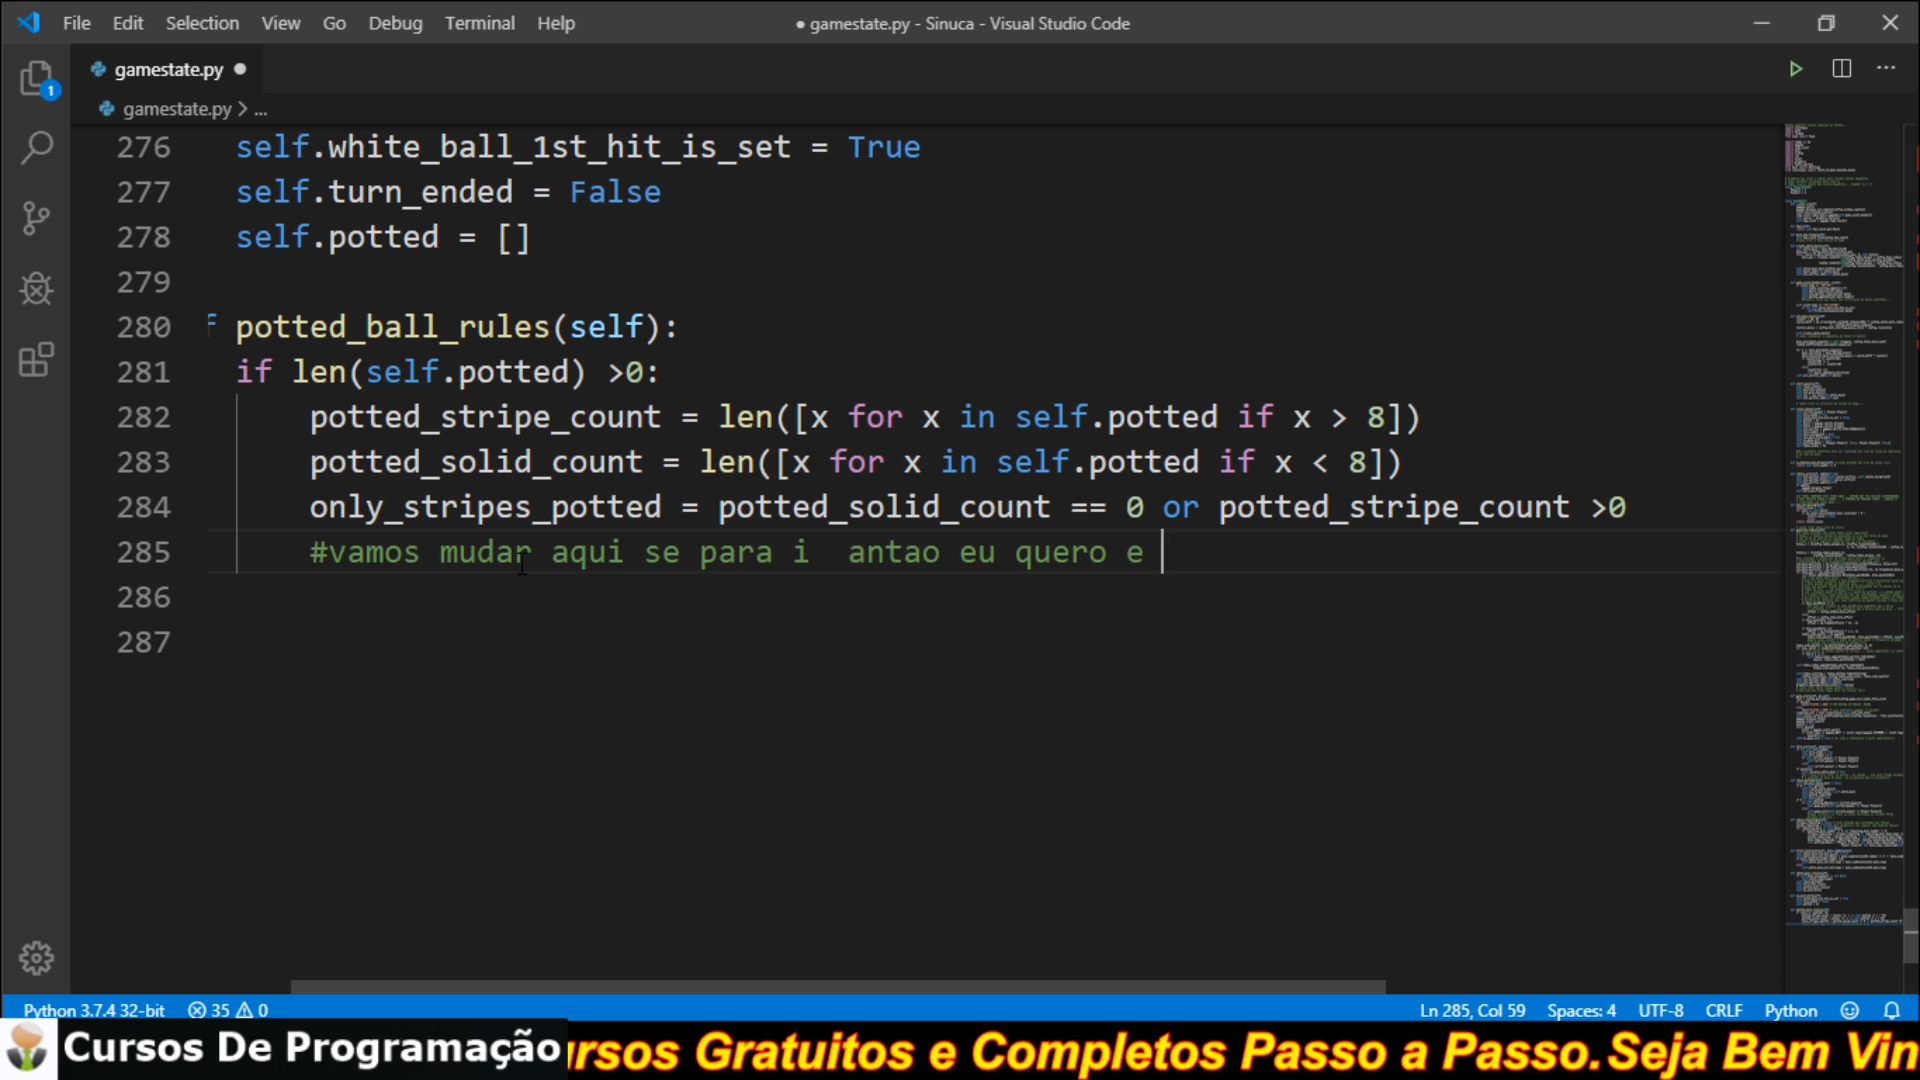 File Edit Selection View Go Debug Terminal Help
● gamestate.py - Sinuca - Visual Studio Code
gamestate.py ●
gamestate.py > ...
1
276 self.white_ball_1st_hit_is_set = True
277 self.turn_ended = False
278 self.potted = []
279
280 f potted_ball_rules(self):
281 if len(self.potted) >0:
282 potted_stripe_count = len([x for x in self.potted if x > 8])
283 potted_solid_count = len([x for x in self.potted if x < 8])
284 only_stripes_potted = potted_solid_count == 0 or potted_stripe_count >0
285 #vamos mudar aqui se para i  antao eu quero e
286
287
Python 3.7.4 32-bit 35 0 Ln 285, Col 59 Spaces: 4 UTF-8 CRLF Python
Cursos De Programação ursos Gratuitos e Completos Passo a Passo. Seja Bem Vin